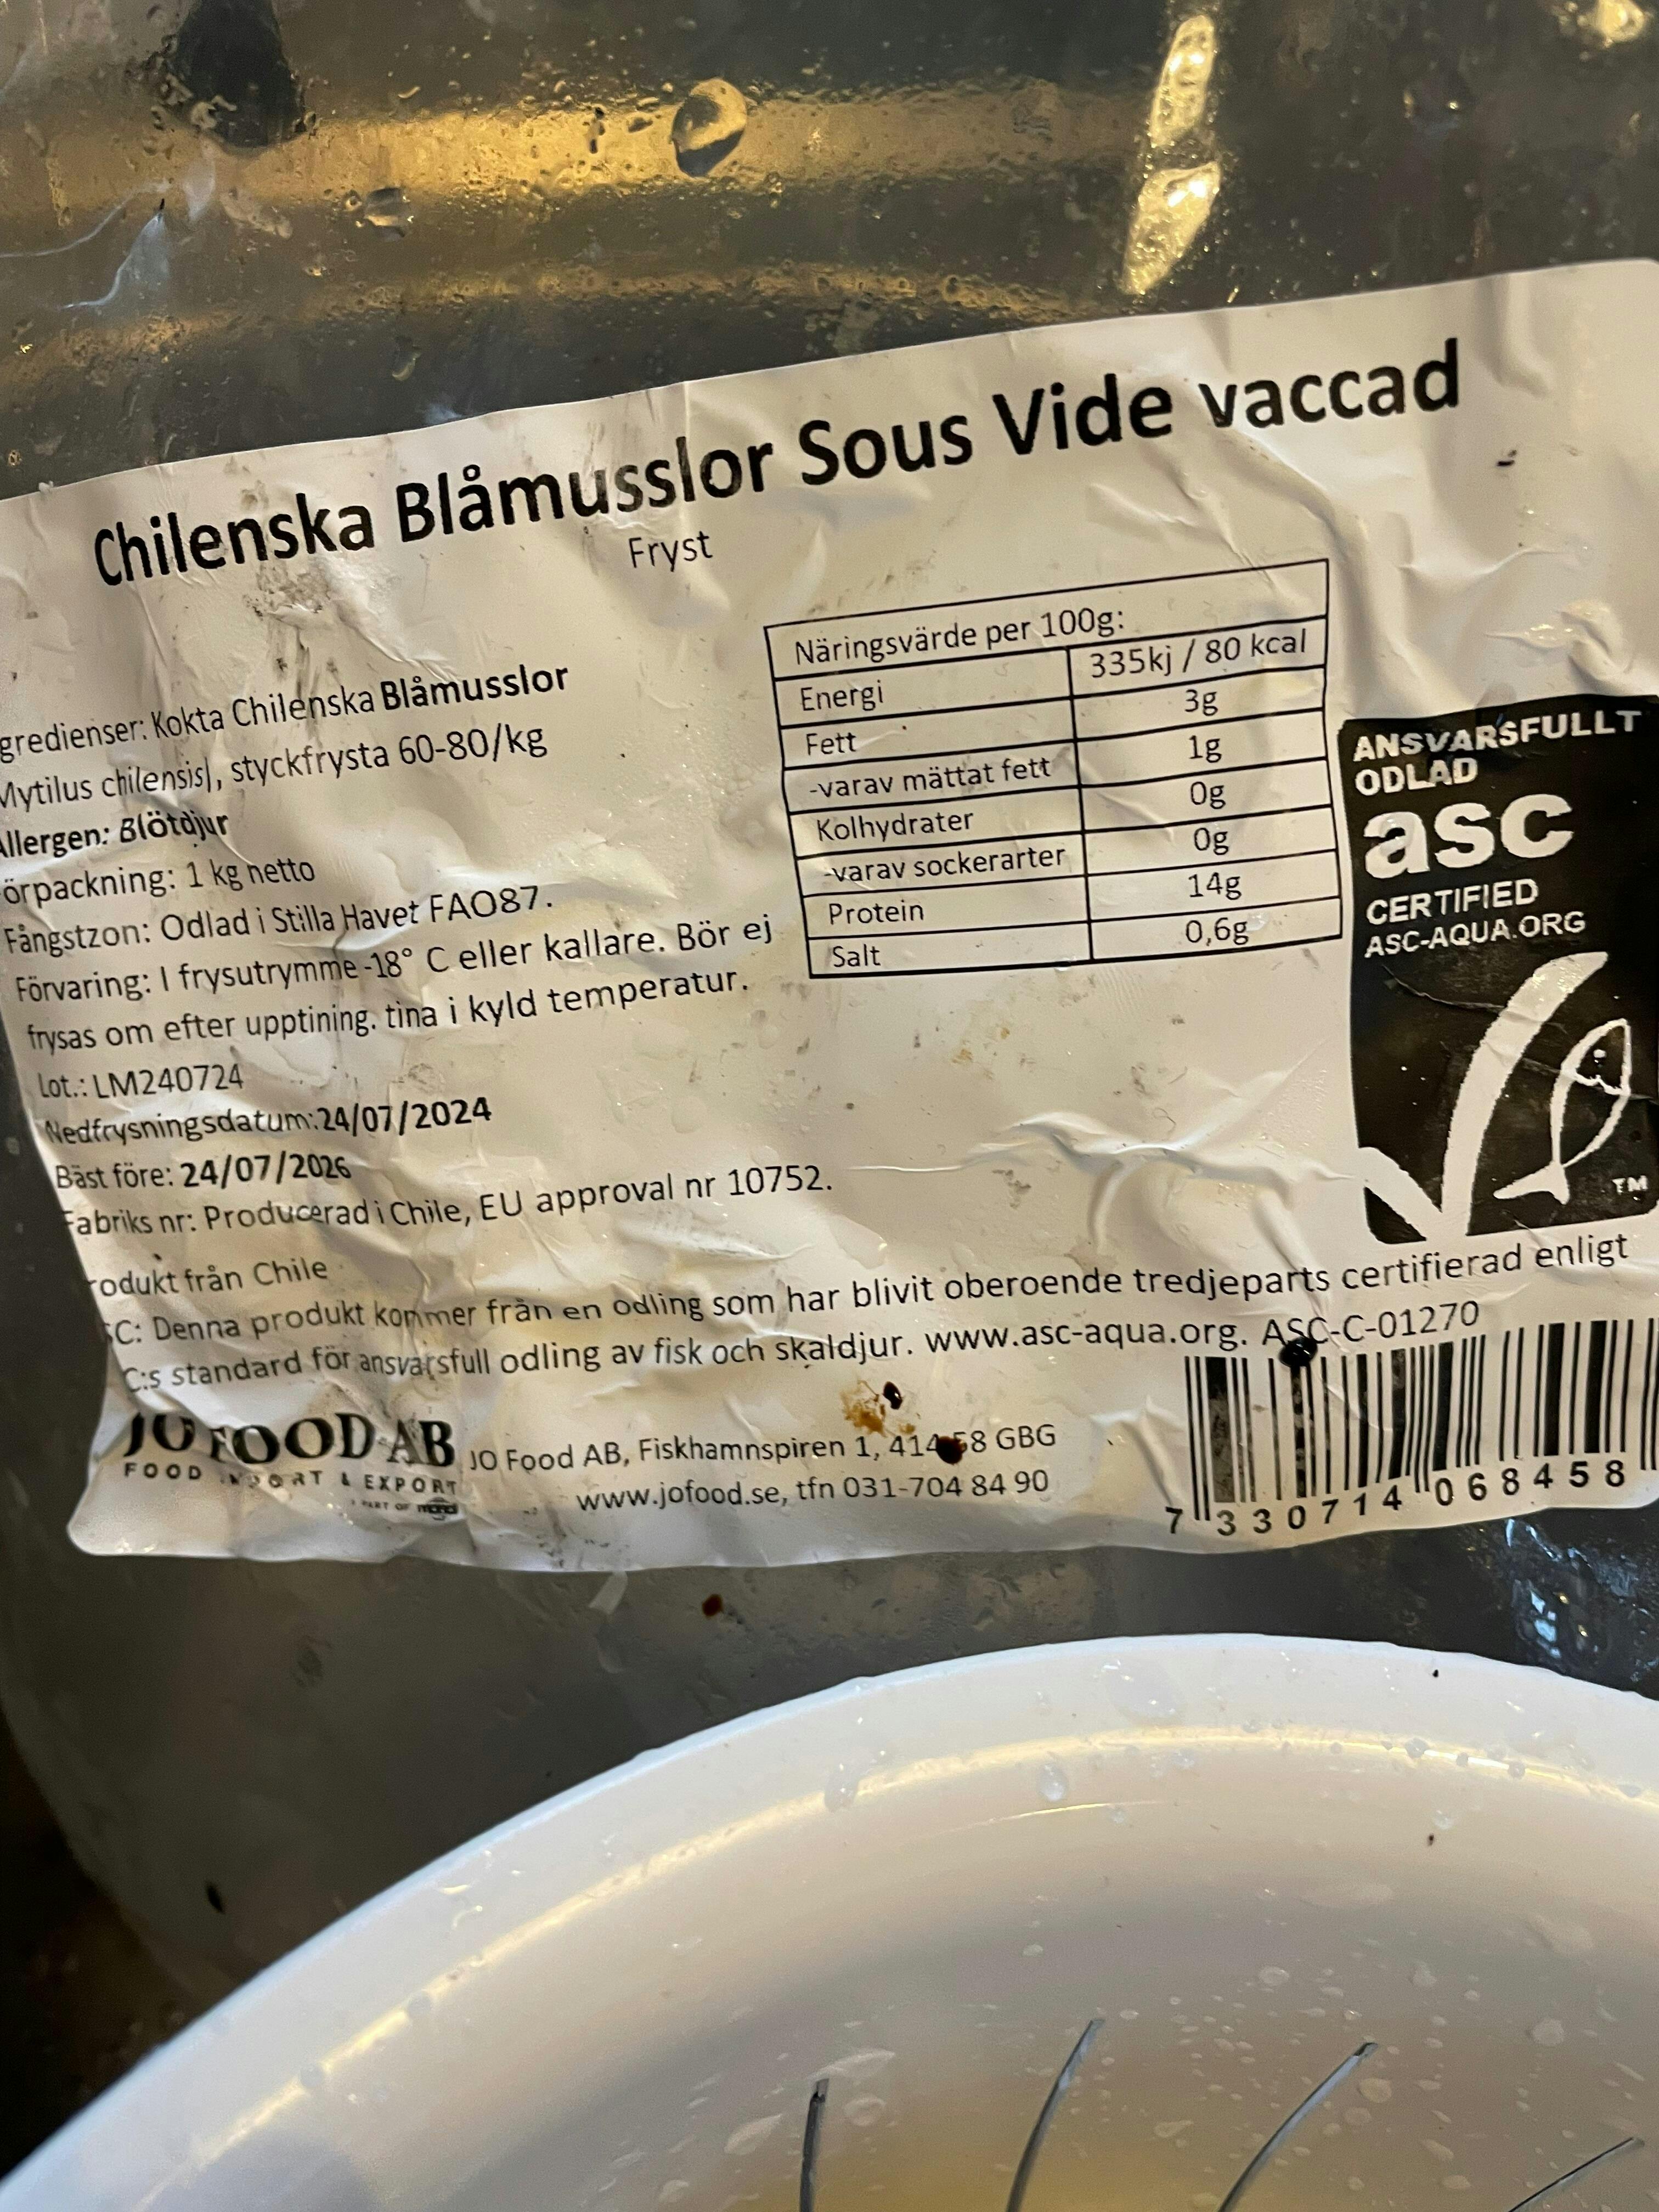 Chilenska Blåmusslor Sous Vide vaccad
Fryst
gredienser: Kokta Chilenska Blåmusslor
Mytilus chilensis), styckfrysta 60-80/kg
Allergen: Blötdjur
örpackning: 1 kg netto
Fångstzon: Odlad i Stilla Havet FAO87.
Förvaring: I frysutrymme -18° C eller kallare. Bör ej
frysas om efter upptining. tina i kyld temperatur.
Lot.: LM240724
Nedfrysningsdatum:24/07/2024
Bäst före: 24/07/2026
Fabriks nr: Producerad i Chile, EU approval nr 10752.
rodukt från Chile
SC: Denna produkt kommer från en odling som har blivit oberoende tredjeparts certifierad enligt
C:s standard för ansvarsfull odling av fisk och skaldjur. www.asc-aqua.org. ASC-C-01270
Näringsvärde per 100g:
Energi 335kj / 80 kcal
Fett 3g
-varav mättat fett 1g
Kolhydrater 0g
-varav sockerarter 0g
Protein 14g
Salt 0,6g
ANSVARSFULLT
ODLAD
asc
CERTIFIED
ASC-AQUA.ORG
TM
JO FOOD AB
FOOD IMPORT & EXPORT
A PART OF mondi
JO Food AB, Fiskhamnspiren 1, 414 58 GBG
www.jofood.se, tfn 031-704 84 90
7 330714 068458